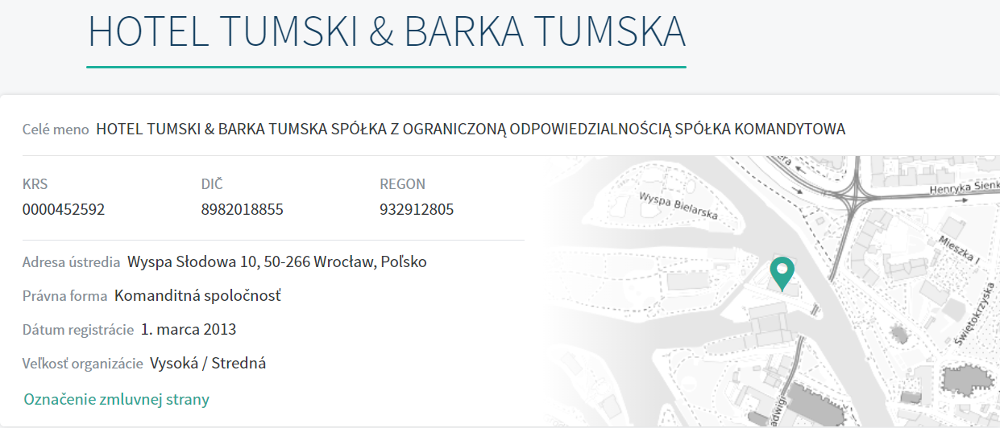 HOTEL TUMSKI & BARKA TUMSKA
Celé meno HOTEL TUMSKI & BARKA TUMSKA SPÓŁKA Z OGRANICZONĄ ODPOWIEDZIALNOŚCIĄ SPÓŁKA KOMANDYTOWA
KRS DIČ REGON
0000452592 8982018855 932912805
Adresa ústredia Wyspa Słodowa 10, 50-266 Wrocław, Poľsko
Právna forma Komanditná spoločnosť
Dátum registrácie 1. marca 2013
Veľkosť organizácie Vysoká / Stredná
Označenie zmluvnej strany
Wyspa Bielarska
Henryka Sienk
Mieszka I
Świętokrzyska
adwigi